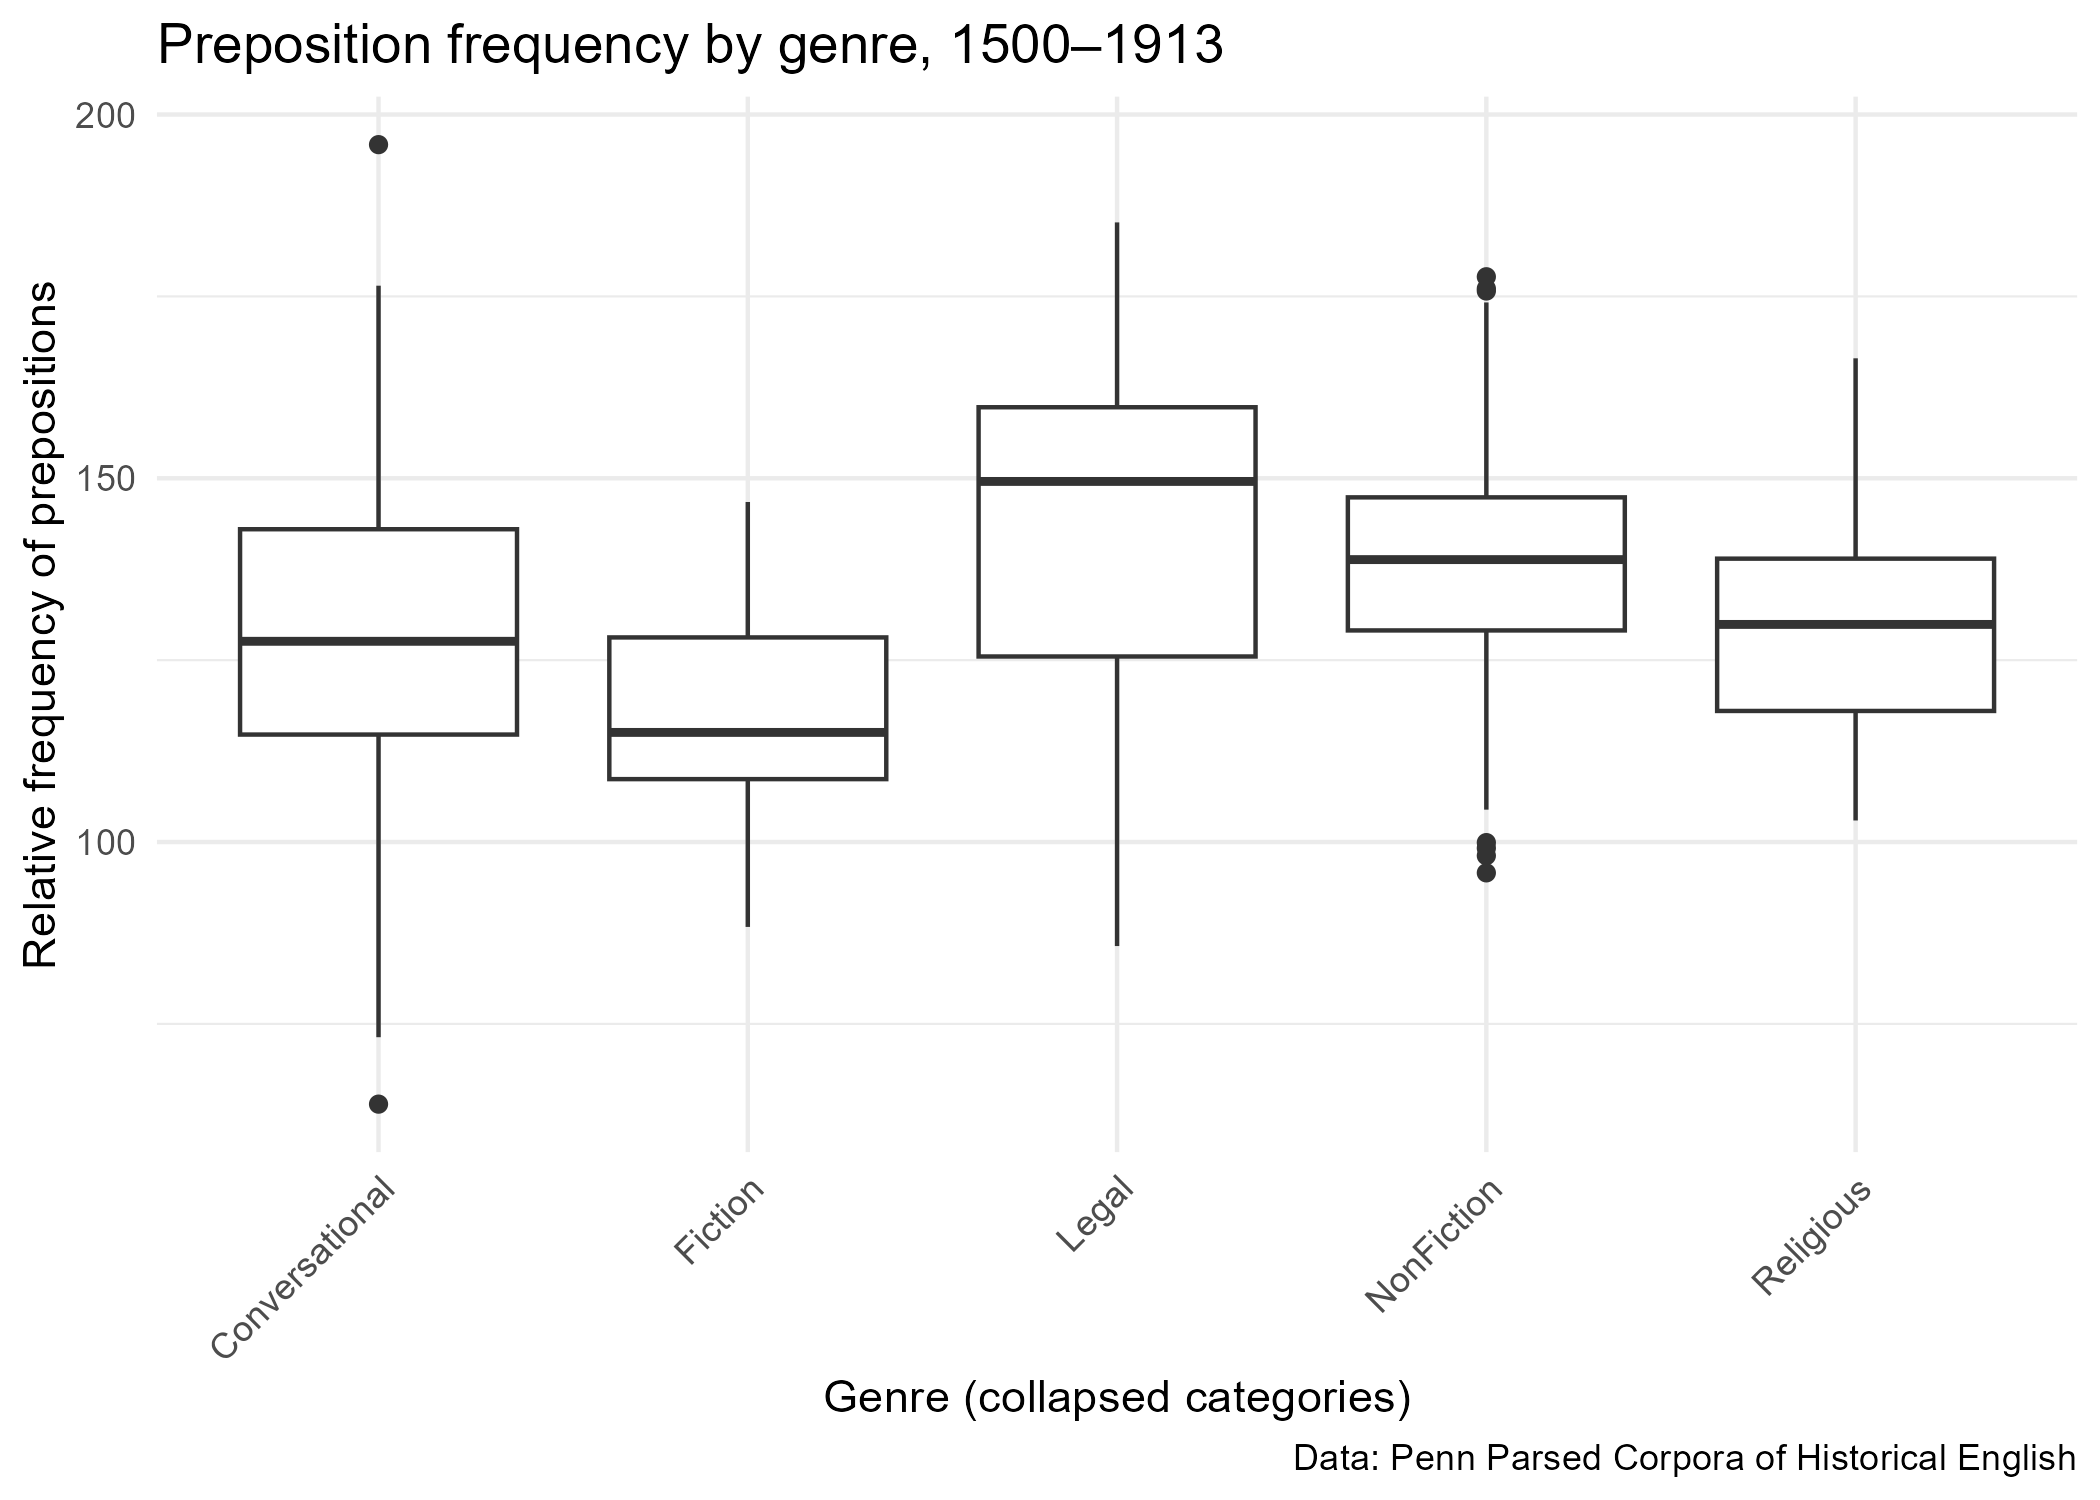 Preposition frequency by genre, 1500–1913
Relative frequency of prepositions
200
150
100
Conversational
Fiction
Legal
NonFiction
Religious
Genre (collapsed categories)
Data: Penn Parsed Corpora of Historical English